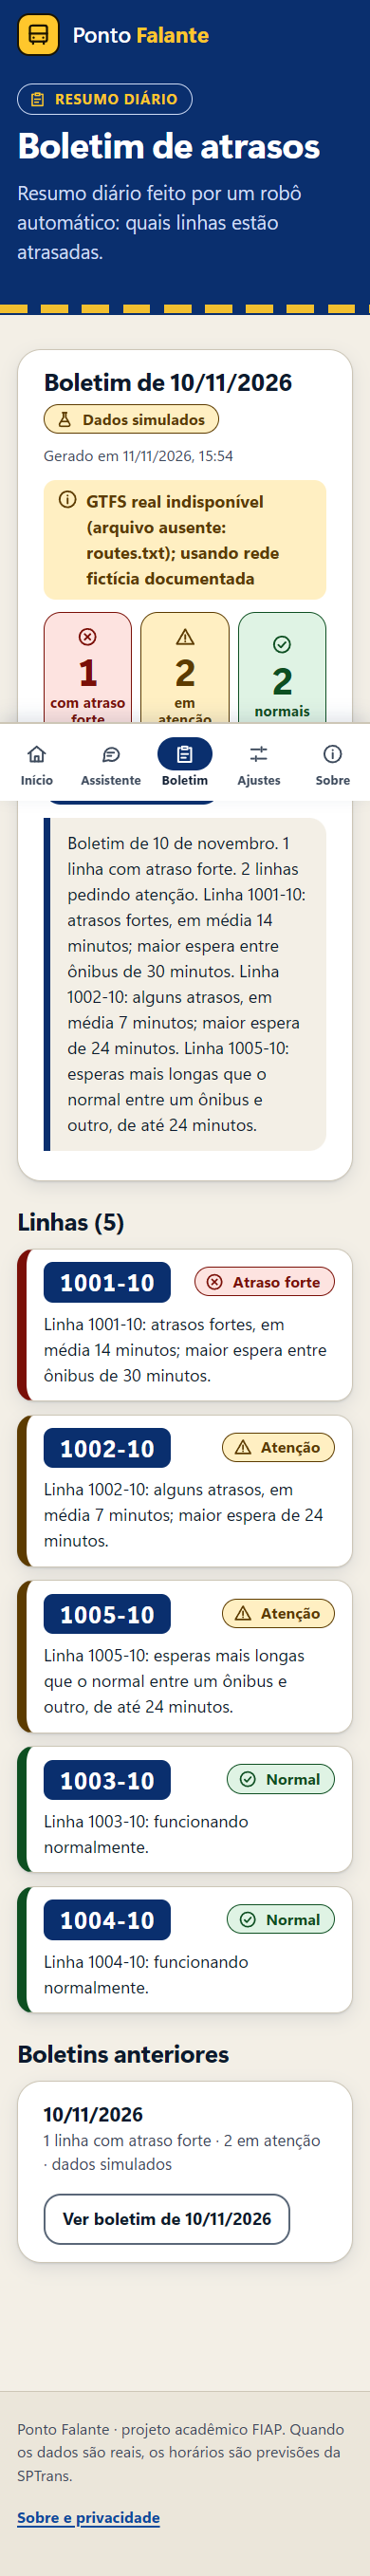 Ponto Falante
RESUMO DIÁRIO
Boletim de atrasos
Resumo diário feito por um robô
automático: quais linhas estão
atrasadas.
Boletim de 10/11/2026
Dados simulados
Gerado em 11/11/2026, 15:54
GTFS real indisponível
(arquivo ausente:
routes.txt); usando rede
fictícia documentada
1
com atraso
forte
2
em
atenção
2
normais
Início
Assistente
Boletim
Ajustes
Sobre
Boletim de 10 de novembro. 1
linha com atraso forte. 2 linhas
pedindo atenção. Linha 1001-10:
atrasos fortes, em média 14
minutos; maior espera entre
ônibus de 30 minutos. Linha
1002-10: alguns atrasos, em
média 7 minutos; maior espera
de 24 minutos. Linha 1005-10:
esperas mais longas que o
normal entre um ônibus e
outro, de até 24 minutos.
Linhas (5)
1001-10
Atraso forte
Linha 1001-10: atrasos fortes, em
média 14 minutos; maior espera entre
ônibus de 30 minutos.
1002-10
Atenção
Linha 1002-10: alguns atrasos, em
média 7 minutos; maior espera de 24
minutos.
1005-10
Atenção
Linha 1005-10: esperas mais longas
que o normal entre um ônibus e
outro, de até 24 minutos.
1003-10
Normal
Linha 1003-10: funcionando
normalmente.
1004-10
Normal
Linha 1004-10: funcionando
normalmente.
Boletins anteriores
10/11/2026
1 linha com atraso forte · 2 em atenção
· dados simulados
Ver boletim de 10/11/2026
Ponto Falante · projeto acadêmico FIAP. Quando
os dados são reais, os horários são previsões da
SPTrans.
Sobre e privacidade